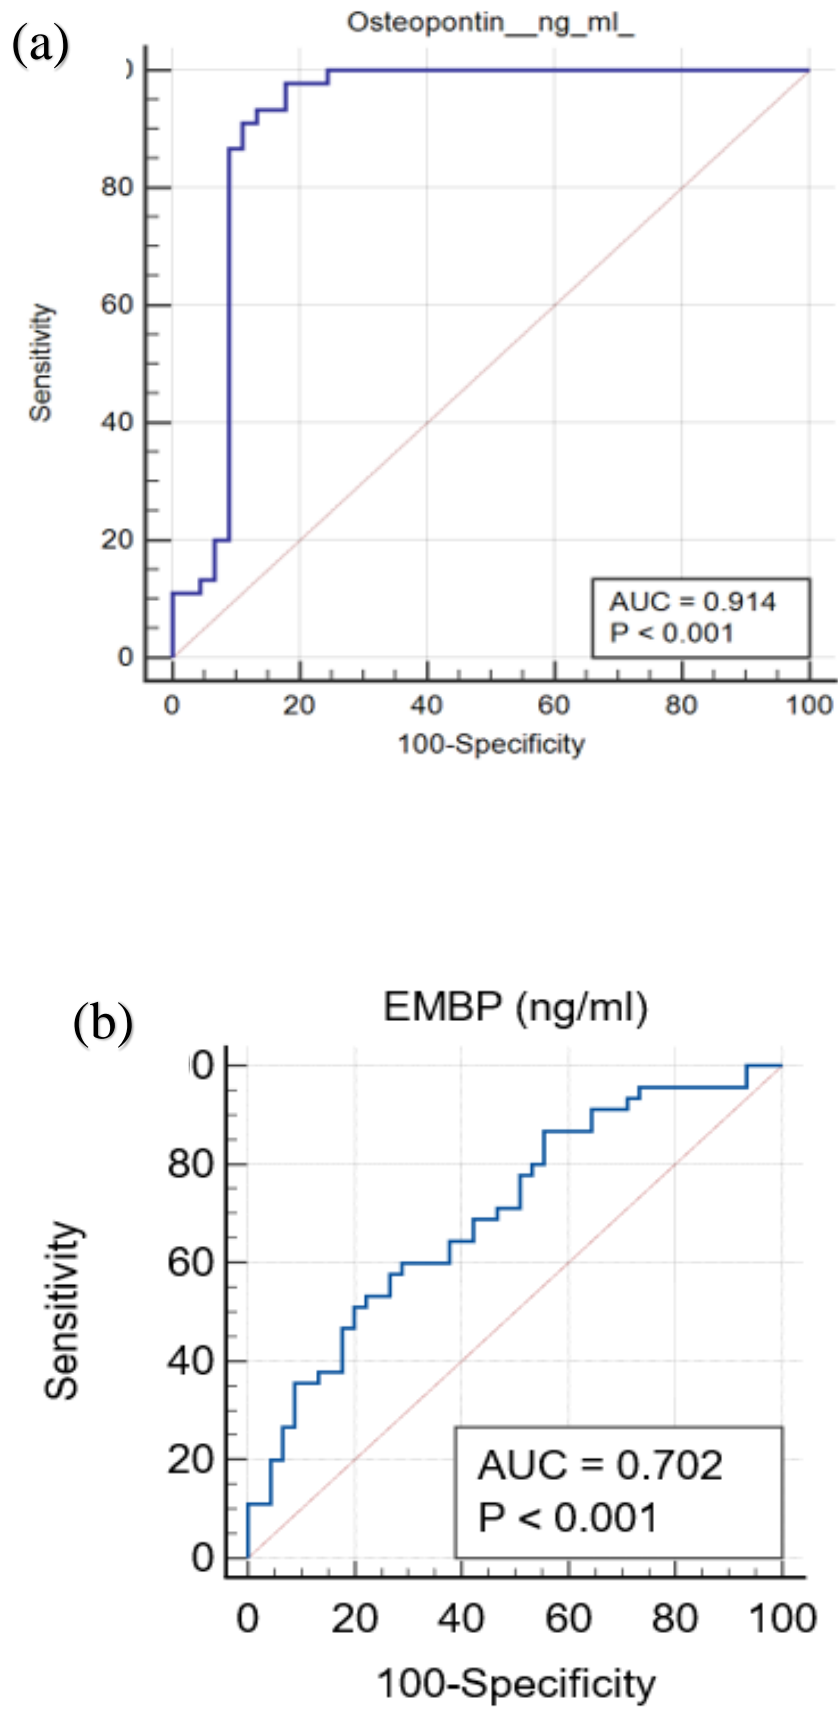 (a)
Osteopontin__ng_ml_
80
60
40
20
0
Sensitivity
AUC = 0.914
P < 0.001
0 20 40 60 80 100
100-Specificity
(b)
EMBP (ng/ml)
0
80
60
40
20
0
Sensitivity
AUC = 0.702
P < 0.001
0 20 40 60 80 100
100-Specificity